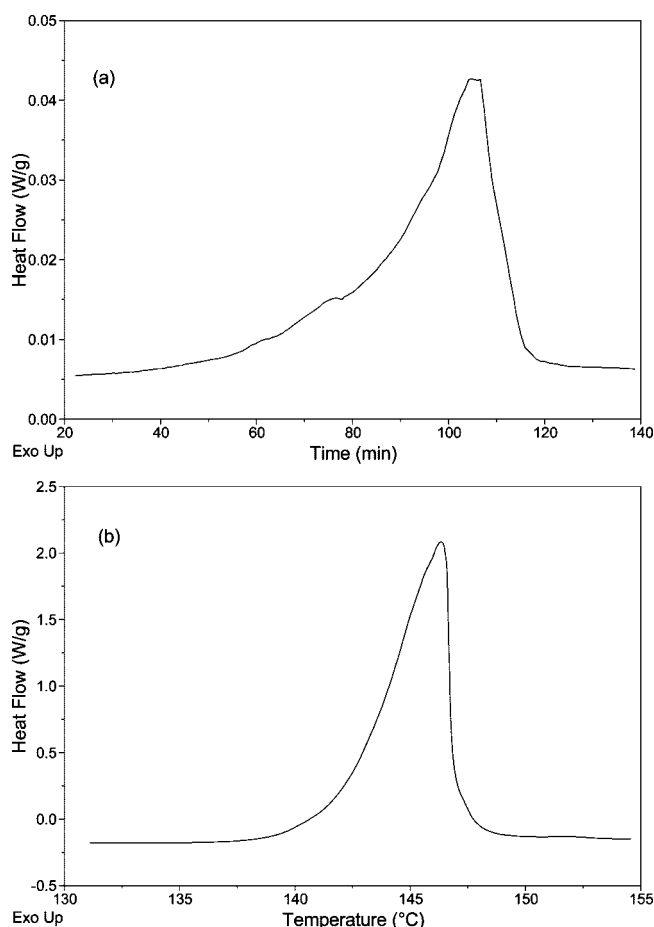 0.05
(a)
0.04
0.03
0.02
0.01
0.00
Heat Flow (W/g)
20 40 60 80 100 120 140
Exo Up
Time (min)
2.5
(b)
2.0
1.5
1.0
0.5
0.0
-0.5
Heat Flow (W/g)
130 135 140 145 150 155
Exo Up
Temperature (°C)